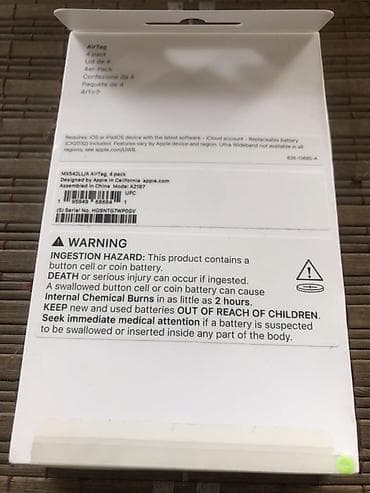 AirTag
4 pack
Lot de 4
4er-Pack
Confezione da 4
Paquete de 4
Requires: iOS or iPadOS device with the latest software · iCloud account · Replaceable battery
(CR2032) included. Features vary by Apple device and region. Ultra Wideband not available in all
regions; see apple.com/UWB.
MX542LL/A AirTag, 4 pack
Designed by Apple in California apple.com
Assembled in China Model A2187
UPC
(S) Serial No.
WARNING
INGESTION HAZARD: This product contains a
button cell or coin battery.
DEATH or serious injury can occur if ingested.
A swallowed button cell or coin battery can cause
Internal Chemical Burns in as little as 2 hours.
KEEP new and used batteries OUT OF REACH OF CHILDREN.
Seek immediate medical attention if a battery is suspected
to be swallowed or inserted inside any part of the body.